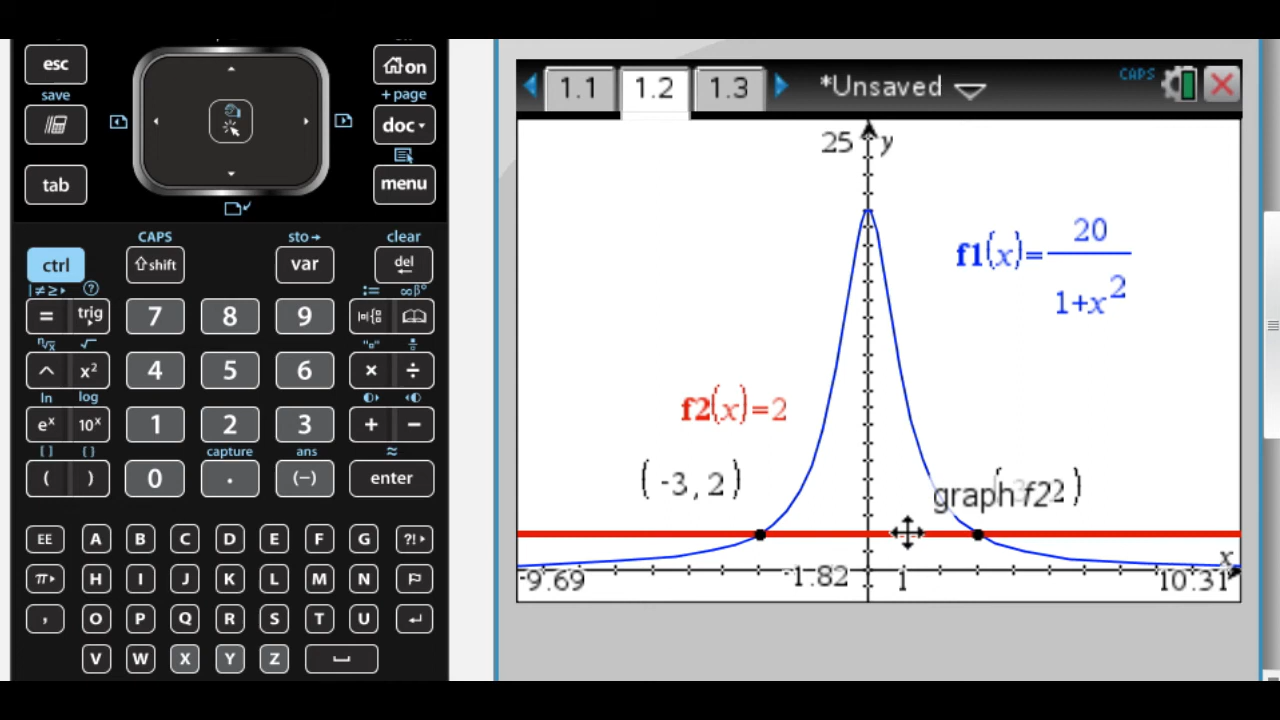 esc
save
tab
on
+ page
doc
menu
CAPS
sto→
clear
ctrl
⇧shift
var
del
|≠≥▸
?
:=
∞β°
=
trig
7
8
9
ⁿ√x
√
"▫"
^
x²
4
5
6
×
÷
ln
log
eˣ
10ˣ
1
2
3
+
−
[ ]
{ }
capture
ans
≈
(
)
0
.
(−)
enter
EE
A
B
C
D
E
F
G
?!▸
π▸
H
I
J
K
L
M
N
,
O
P
Q
R
S
T
U
↵
V
W
X
Y
Z
1.1
1.2
1.3
*Unsaved
CAPS
25
y
f1(x)=20/(1+x²)
f2(x)=2
(-3, 2)
graph f2
2)
x
-9.69
-1.82
1
10.31